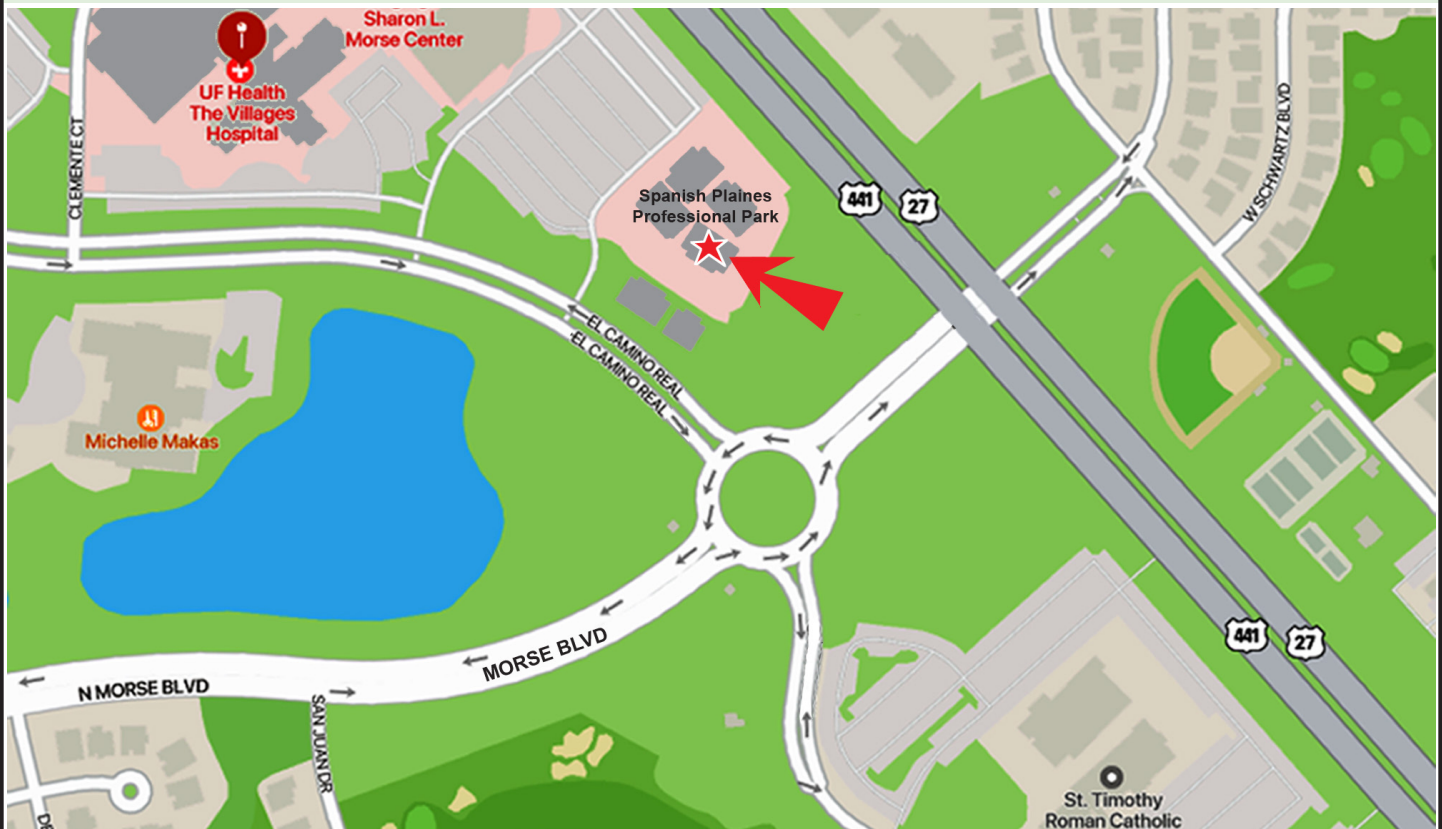 Sharon L.
Morse Center
UF Health
The Villages
Hospital
CLEMENTE CT
Spanish Plaines
Professional Park
441
27
W SCHWARTZ BLVD
EL CAMINO REAL
EL CAMINO REAL
Michelle Makas
MORSE BLVD
N MORSE BLVD
SAN JUAN DR
441
27
St. Timothy
Roman Catholic